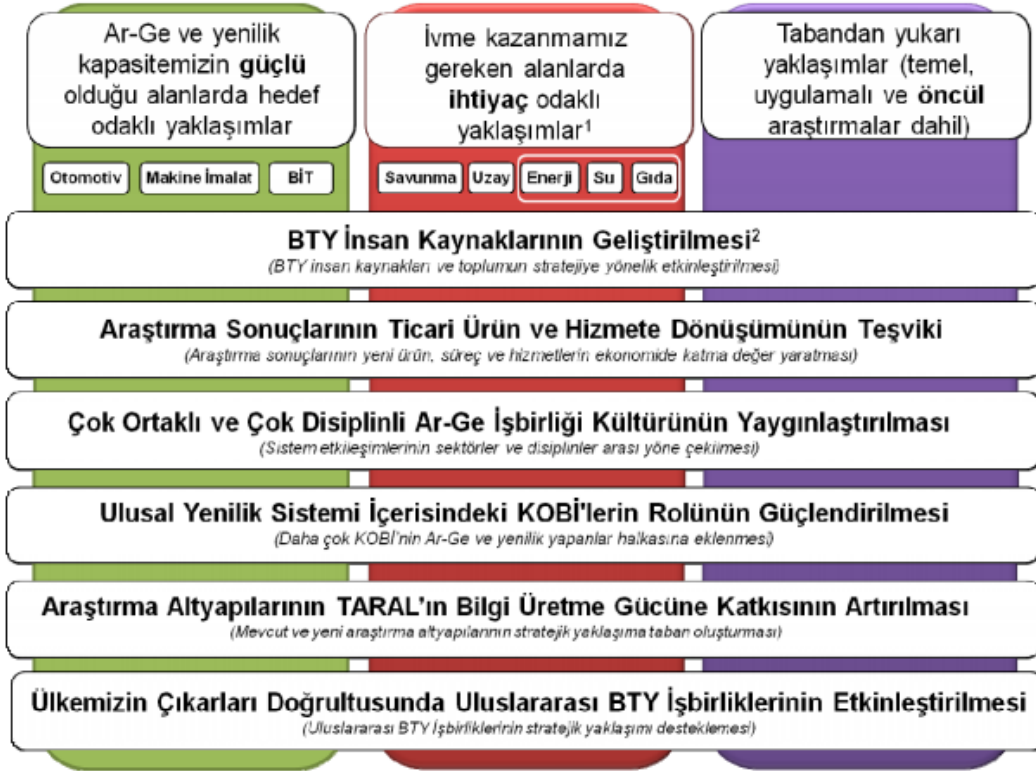 Ar-Ge ve yenilik
kapasitemizin güçlü
olduğu alanlarda hedef
odaklı yaklaşımlar
İvme kazanmamız
gereken alanlarda
ihtiyaç odaklı
yaklaşımlar¹
Tabandan yukarı
yaklaşımlar (temel,
uygulamalı ve öncül
araştırmalar dahil)
Otomotiv Makine İmalat BİT
Savunma Uzay Enerji Su Gıda
BTY İnsan Kaynaklarının Geliştirilmesi²
(BTY insan kaynakları ve toplumun stratejiye yönelik etkinleştirilmesi)
Araştırma Sonuçlarının Ticari Ürün ve Hizmete Dönüşümünün Teşviki
(Araştırma sonuçlarının yeni ürün, süreç ve hizmetlerin ekonomide katma değer yaratması)
Çok Ortaklı ve Çok Disiplinli Ar-Ge İşbirliği Kültürünün Yaygınlaştırılması
(Sistem etkileşimlerinin sektörler ve disiplinler arası yöne çekilmesi)
Ulusal Yenilik Sistemi İçerisindeki KOBİ'lerin Rolünün Güçlendirilmesi
(Daha çok KOBİ'nin Ar-Ge ve yenilik yapanlar halkasına eklenmesi)
Araştırma Altyapılarının TARAL'ın Bilgi Üretme Gücüne Katkısının Artırılması
(Mevcut ve yeni araştırma altyapılarının stratejik yaklaşıma taban oluşturması)
Ülkemizin Çıkarları Doğrultusunda Uluslararası BTY İşbirliklerinin Etkinleştirilmesi
(Uluslararası BTY İşbirliklerinin stratejik yaklaşımı desteklemesi)